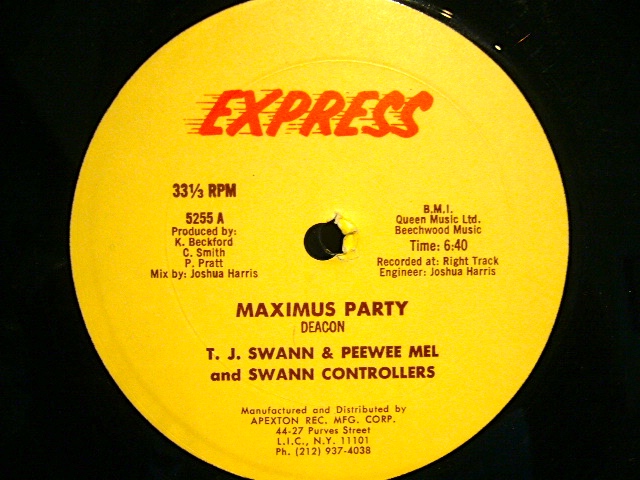 EXPRESS
33⅓ RPM
5255 A
Produced by:
K. Beckford
C. Smith
P. Pratt
Mix by: Joshua Harris
B.M.I.
Queen Music Ltd.
Beechwood Music
Time: 6:40
Recorded at: Right Track
Engineer: Joshua Harris
MAXIMUS PARTY
DEACON
T. J. SWANN & PEEWEE MEL
and SWANN CONTROLLERS
Manufactured and Distributed by
APEXTON REC. MFG. CORP.
44-27 Purves Street
L.I.C., N.Y. 11101
Ph. (212) 937-4038